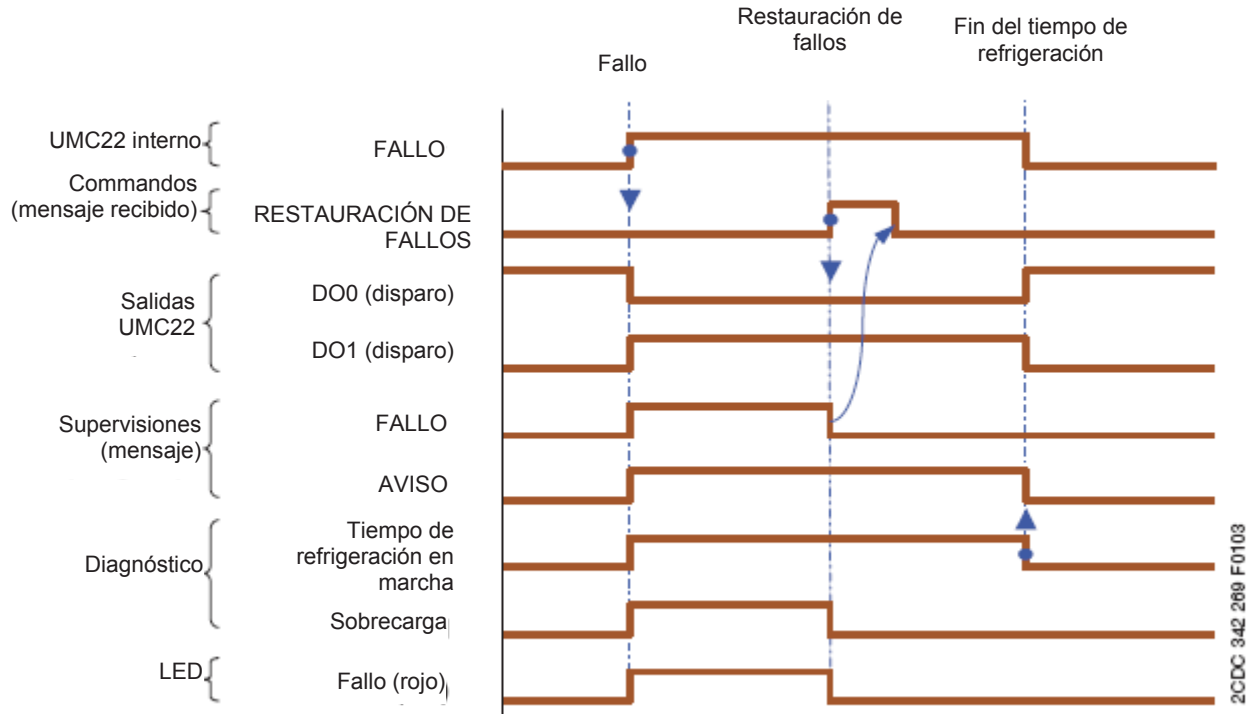 Restauración de
fallos
Fin del tiempo de
refrigeración
Fallo
UMC22 interno
FALLO
Commandos
(mensaje recibido)
RESTAURACIÓN DE
FALLOS
Salidas
UMC22
DO0 (disparo)
DO1 (disparo)
Supervisiones
(mensaje)
FALLO
AVISO
Diagnóstico
Tiempo de
refrigeración en
marcha
Sobrecarga
LED
Fallo (rojo)
2CDC 342 269 F0103